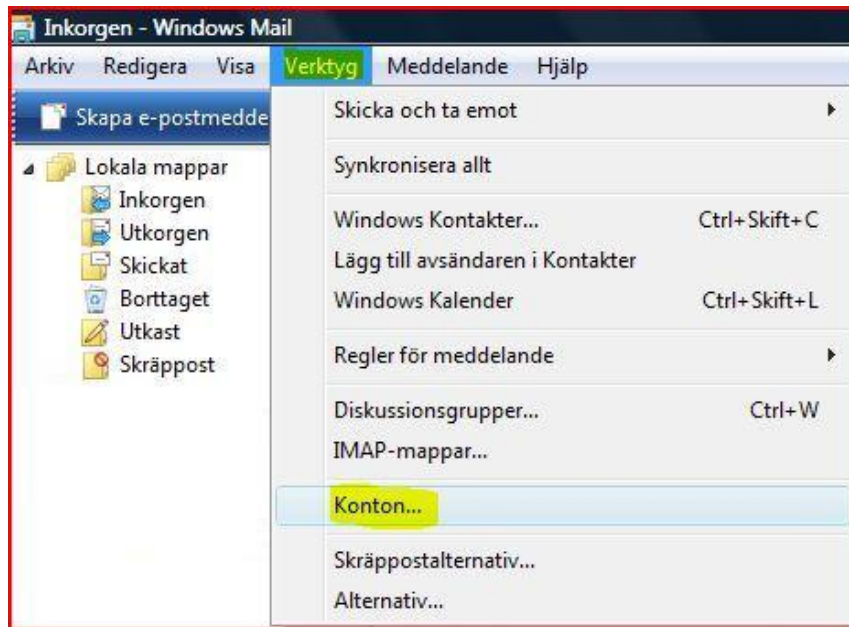 Inkorgen - Windows Mail
Arkiv Redigera Visa Verktyg Meddelande Hjälp
Skapa e-postmedde
Lokala mappar
Inkorgen
Utkorgen
Skickat
Borttaget
Utkast
Skräppost
Skicka och ta emot
Synkronisera allt
Windows Kontakter... Ctrl+Skift+C
Lägg till avsändaren i Kontakter
Windows Kalender Ctrl+Skift+L
Regler för meddelande
Diskussionsgrupper... Ctrl+W
IMAP-mappar...
Konton...
Skräppostalternativ...
Alternativ...